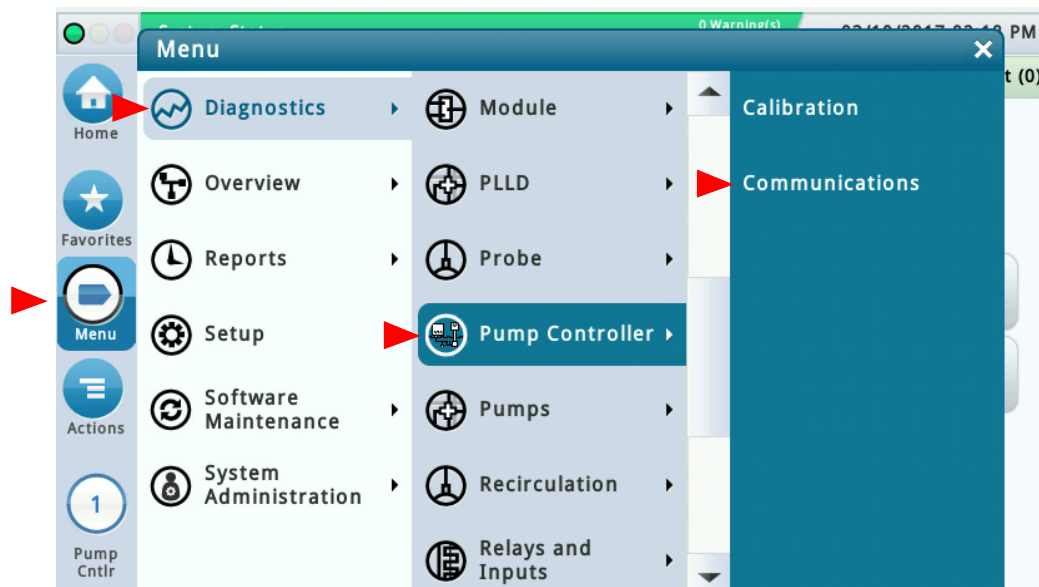 0 Warning(s)
PM
Menu
t (0)
Home
Favorites
Menu
Actions
1
Pump
Cntlr
Diagnostics
Overview
Reports
Setup
Software
Maintenance
System
Administration
Module
PLLD
Probe
Pump Controller
Pumps
Recirculation
Relays and
Inputs
Calibration
Communications